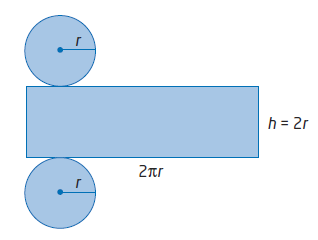 r
h = 2r
2πr
r